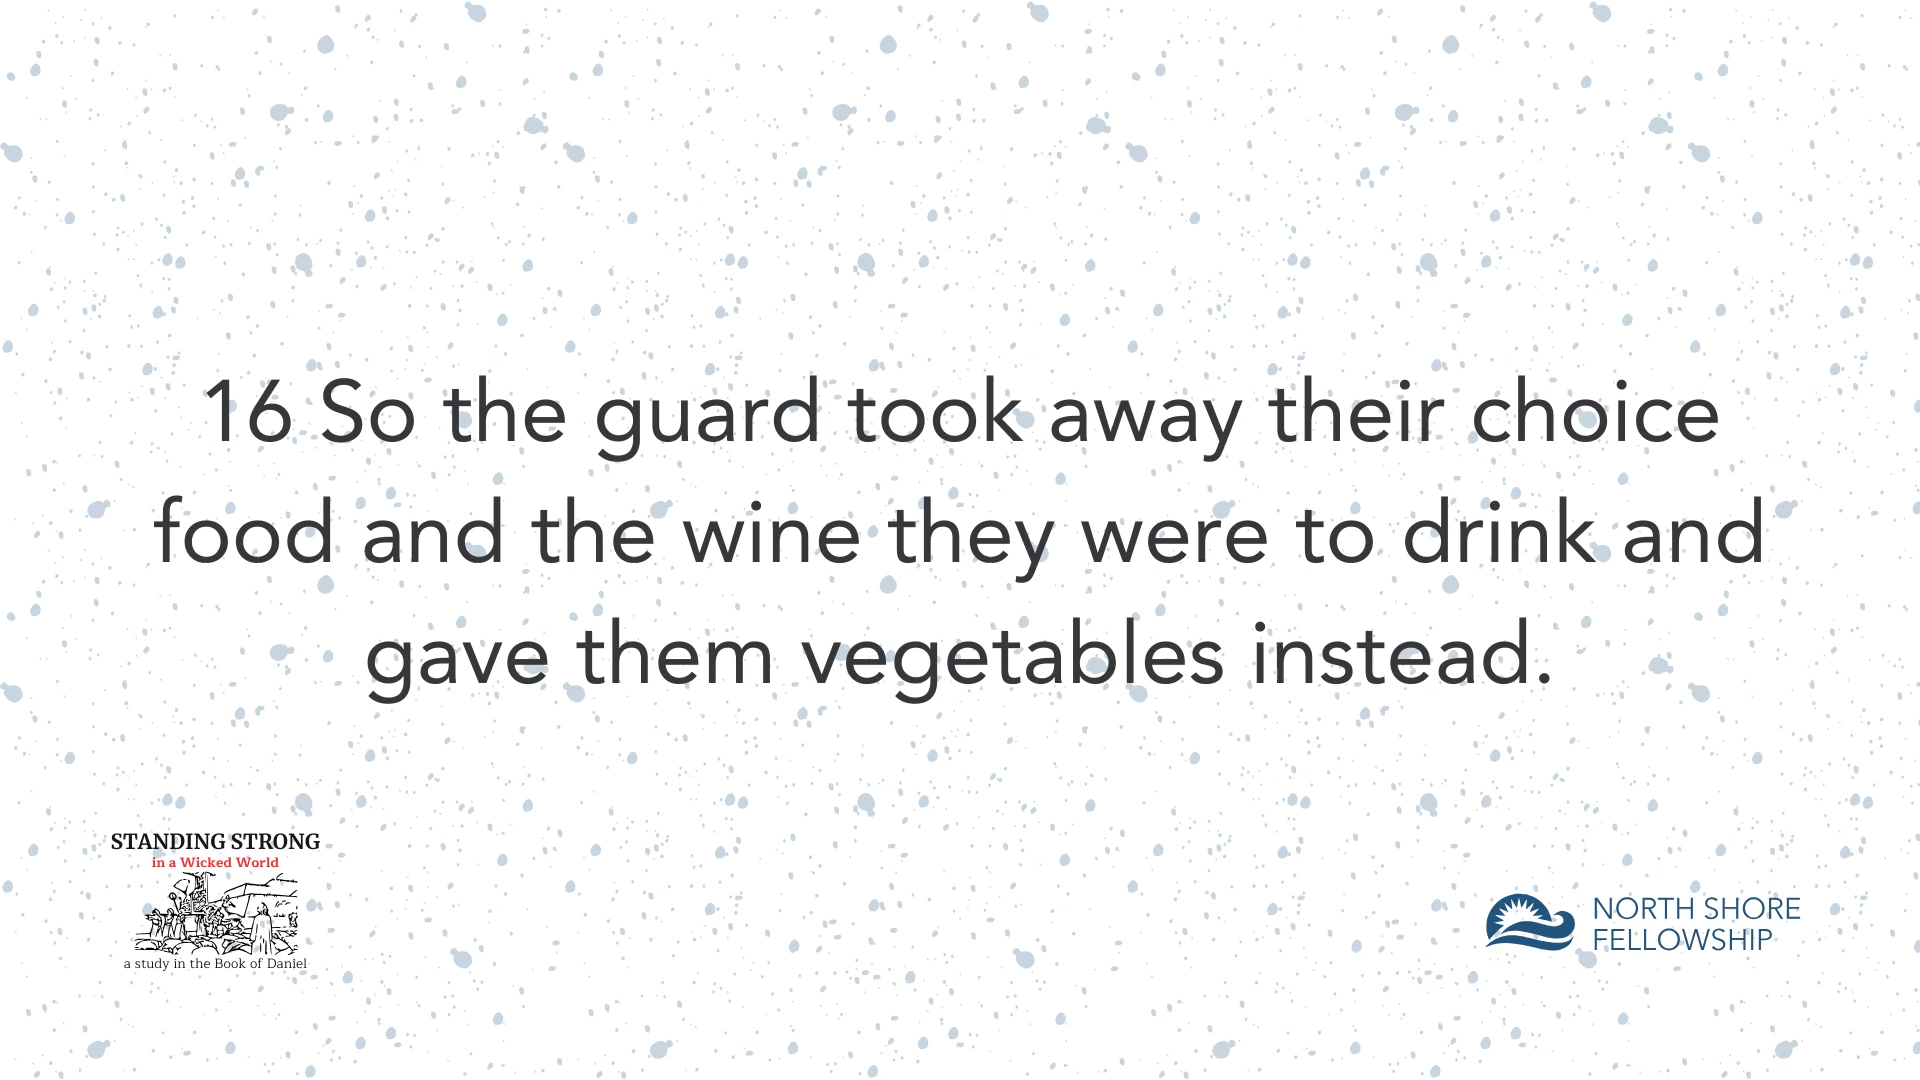 16 So the guard took away their choice
food and the wine they were to drink and
gave them vegetables instead.
STANDING STRONG
in a Wicked World
a study in the Book of Daniel
NORTH SHORE
FELLOWSHIP